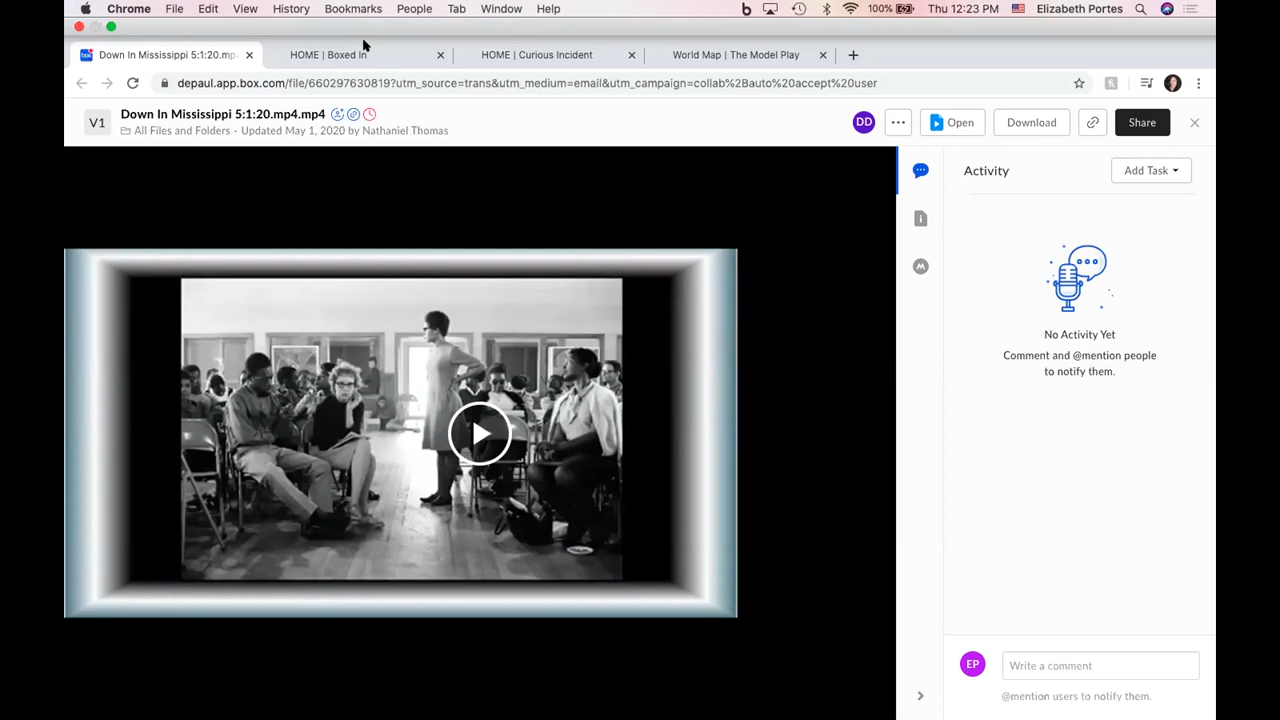 Chrome File Edit View History Bookmarks People Tab Window Help 100% Thu 12:23 PM Elizabeth Portes
box Down In Mississippi 5:1:20.mp HOME | Boxed In HOME | Curious Incident World Map | The Model Play
depaul.app.box.com/file/660297630819?utm_source=trans&utm_medium=email&utm_campaign=collab%2Bauto%20accept%20user
V1 Down In Mississippi 5:1:20.mp4.mp4 DD Open Download Share
All Files and Folders · Updated May 1, 2020 by Nathaniel Thomas
Activity Add Task
No Activity Yet
Comment and @mention people
to notify them.
EP Write a comment
@mention users to notify them.